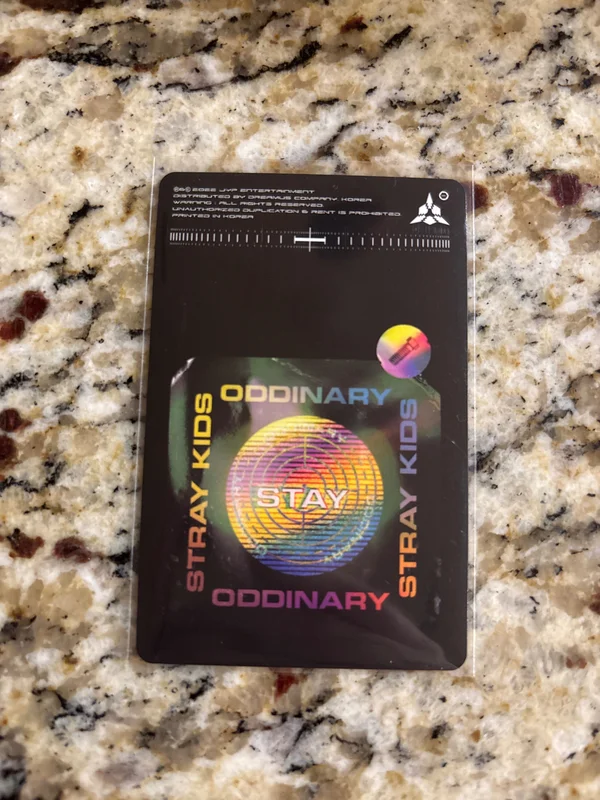 ℗&© 2022 JYP ENTERTAINMENT
DISTRIBUTED BY DREAMUS COMPANY. KOREA
WARNING : ALL RIGHTS RESERVED.
UNAUTHORIZED DUPLICATION & RENT IS PROHIBITED.
PRINTED IN KOREA
ODDINARY
STRAY KIDS
STAY
STRAY KIDS
ODDINARY